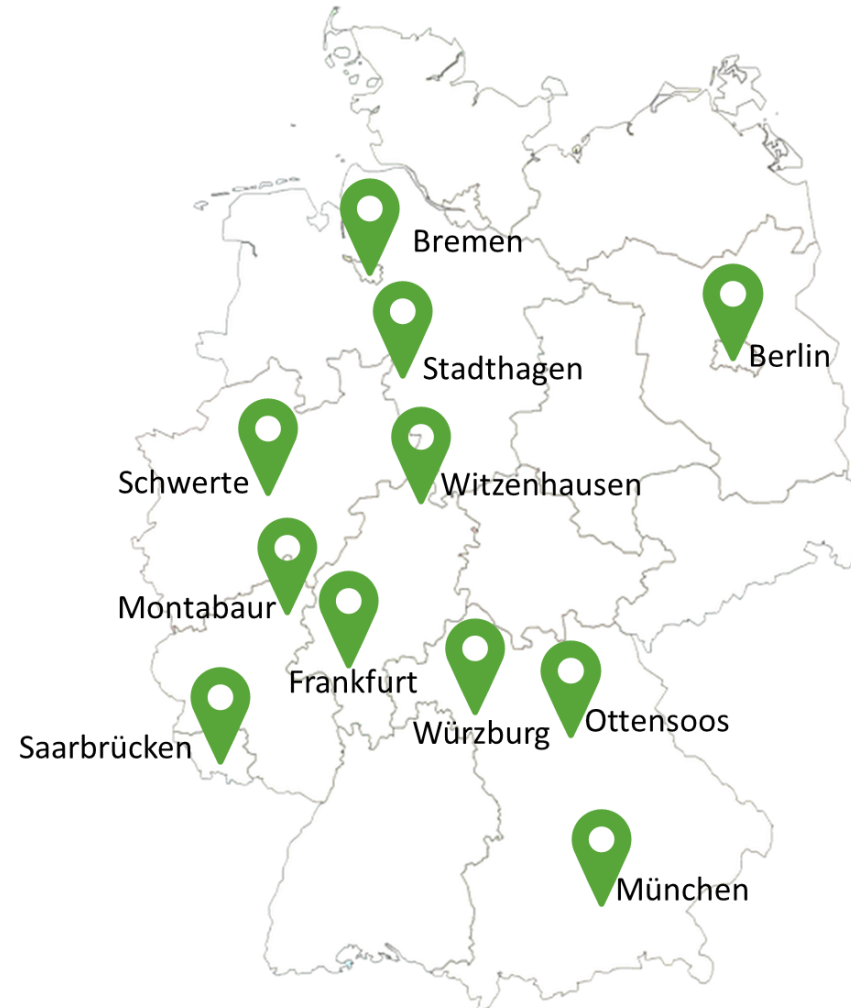 Bremen
Berlin
Stadthagen
Schwerte
Witzenhausen
Montabaur
Frankfurt
Ottensoos
Würzburg
Saarbrücken
München